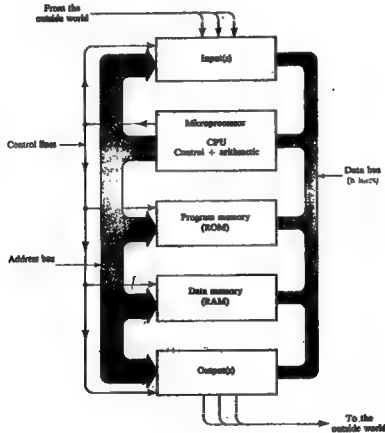 From the
outside world
Input(s)
Microprocessor
CPU
Control + arithmetic
Control lines
Data bus
Program memory
(ROM)
Address bus
Data memory
(RAM)
Output(s)
To the
outside world